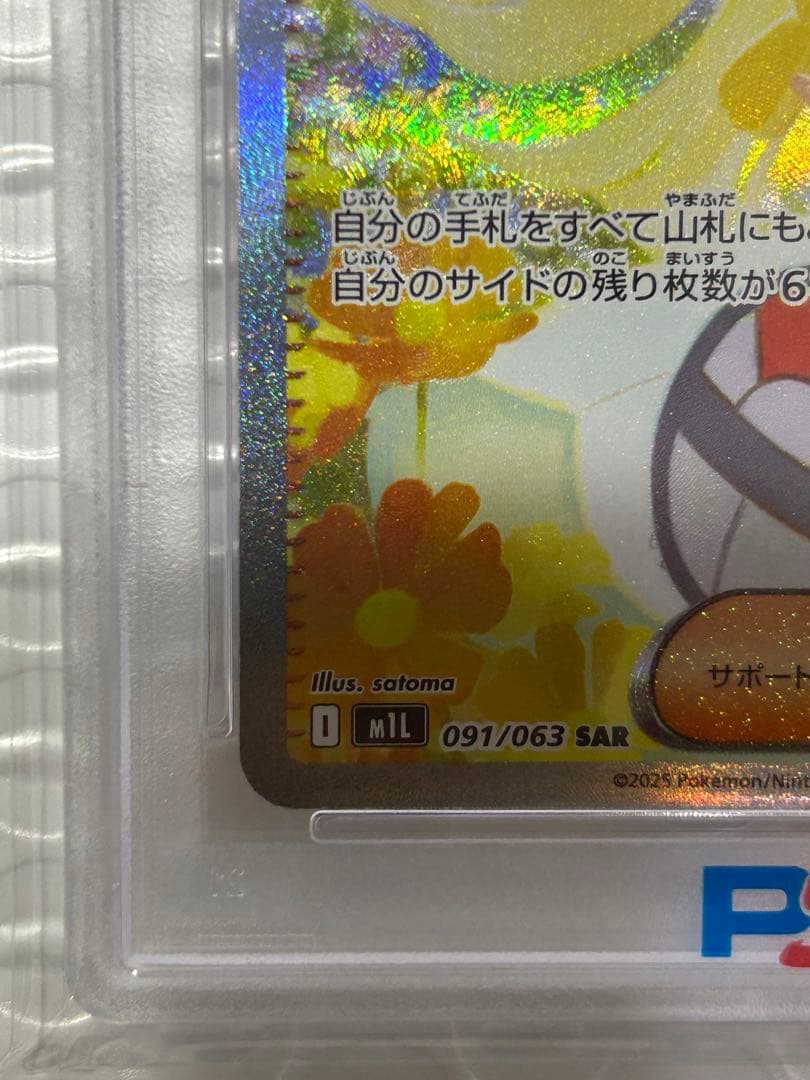 じぶん てふだ やまふだ
自分の手札をすべて山札にも
じぶん のこ まいすう
自分のサイドの残り枚数が6
Illus. satoma
サポート
I M1L 091/063 SAR
©2025 Pokemon/Nint
P